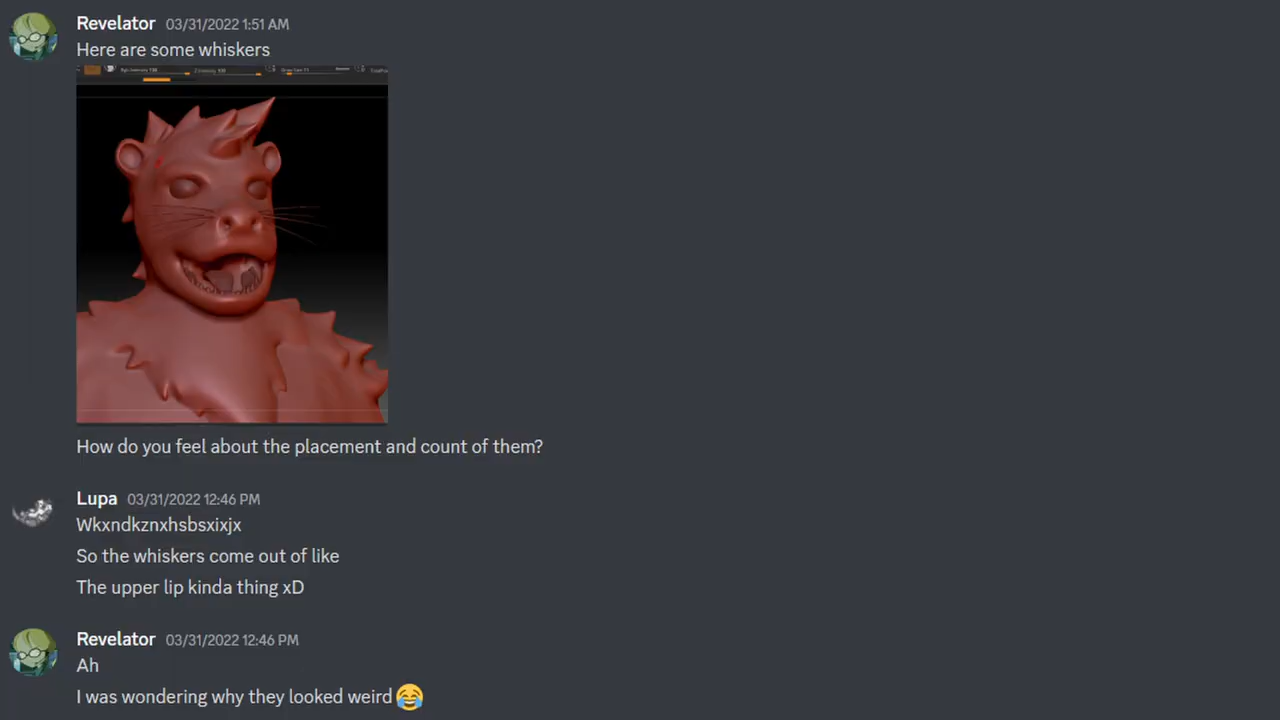 Revelator 03/31/2022 1:51 AM
Here are some whiskers
How do you feel about the placement and count of them?
Lupa 03/31/2022 12:46 PM
Wkxndkznxhsbsxixjx
So the whiskers come out of like
The upper lip kinda thing xD
Revelator 03/31/2022 12:46 PM
Ah
I was wondering why they looked weird 😂